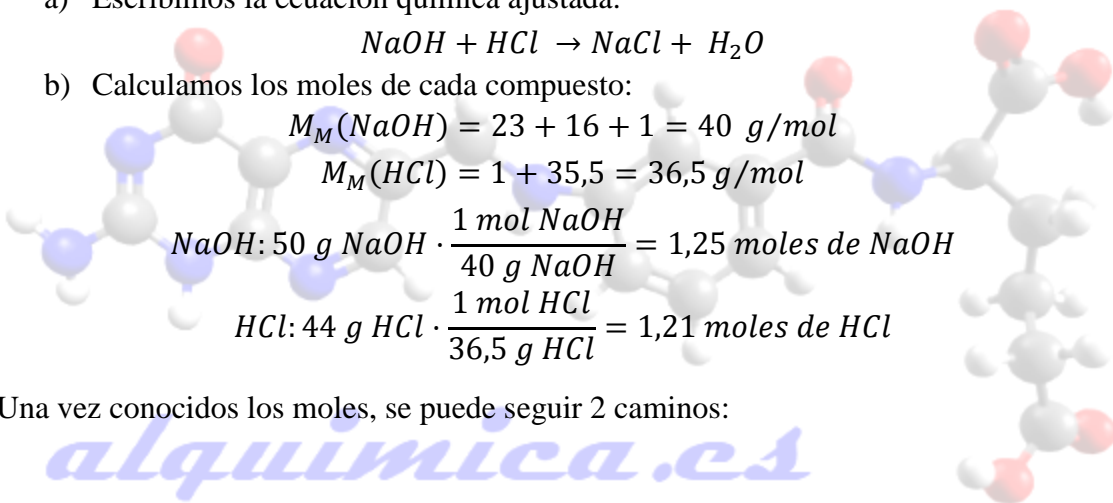 a) Escribimos la ecuación química ajustada:
NaOH + HCl → NaCl + H₂O
b) Calculamos los moles de cada compuesto:
M_M(NaOH) = 23 + 16 + 1 = 40 g/mol
M_M(HCl) = 1 + 35,5 = 36,5 g/mol
NaOH: 50 g NaOH · 1 mol NaOH / 40 g NaOH = 1,25 moles de NaOH
HCl: 44 g HCl · 1 mol HCl / 36,5 g HCl = 1,21 moles de HCl
Una vez conocidos los moles, se puede seguir 2 caminos:
alquimica.es